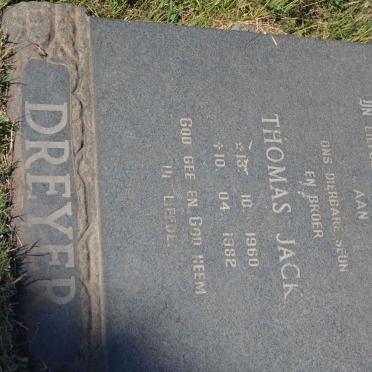 AAN
ONS DIERBARE SEUN
EN BROER
THOMAS JACK
☆13 10. 1960
✝10. 04. 1982
GOD GEE EN GOD NEEM
IN LIEFDE
DREYER